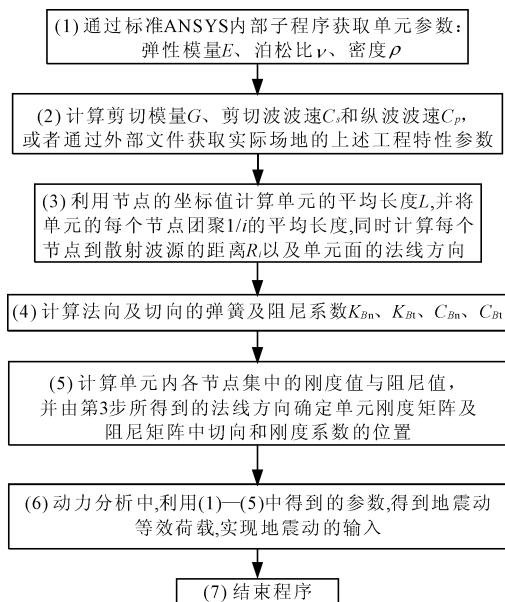 (1) 通过标准ANSYS内部子程序获取单元参数：
弹性模量E、泊松比ν、密度ρ
(2) 计算剪切模量G、剪切波波速Cs和纵波波速Cp，
或者通过外部文件获取实际场地的上述工程特性参数
(3) 利用节点的坐标值计算单元的平均长度L,并将
单元的每个节点团聚1/i的平均长度,同时计算每个
节点到散射波源的距离Ri以及单元面的法线方向
(4) 计算法向及切向的弹簧及阻尼系数KBn、KBt、CBn、CBt
(5) 计算单元内各节点集中的刚度值与阻尼值，
并由第3步所得到的法线方向确定单元刚度矩阵及
阻尼矩阵中切向和刚度系数的位置
(6) 动力分析中,利用(1)—(5)中得到的参数,得到地震动
等效荷载,实现地震动的输入
(7) 结束程序